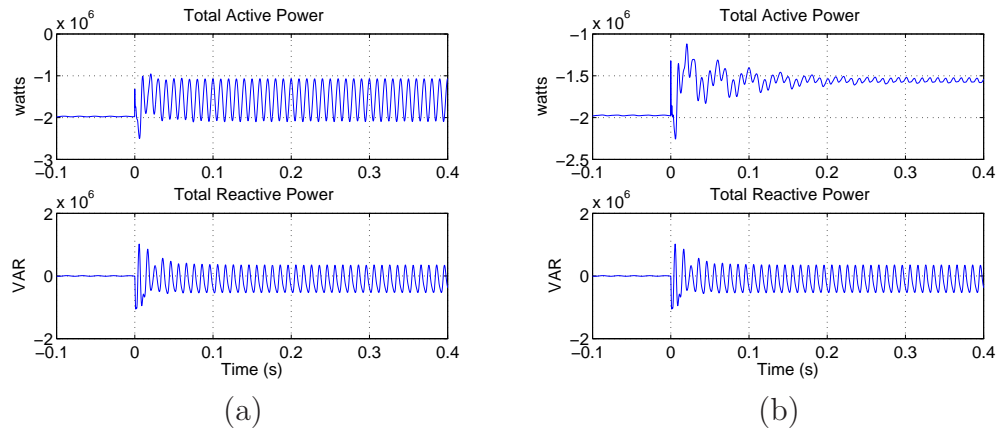 Total Active Power
x 10^6
0
−1
−2
−3
watts
−0.1 0 0.1 0.2 0.3 0.4
Total Reactive Power
x 10^6
2
0
−2
VAR
−0.1 0 0.1 0.2 0.3 0.4
Time (s)
(a)
Total Active Power
x 10^6
−1
−1.5
−2
−2.5
watts
−0.1 0 0.1 0.2 0.3 0.4
Total Reactive Power
x 10^6
2
0
−2
VAR
−0.1 0 0.1 0.2 0.3 0.4
Time (s)
(b)